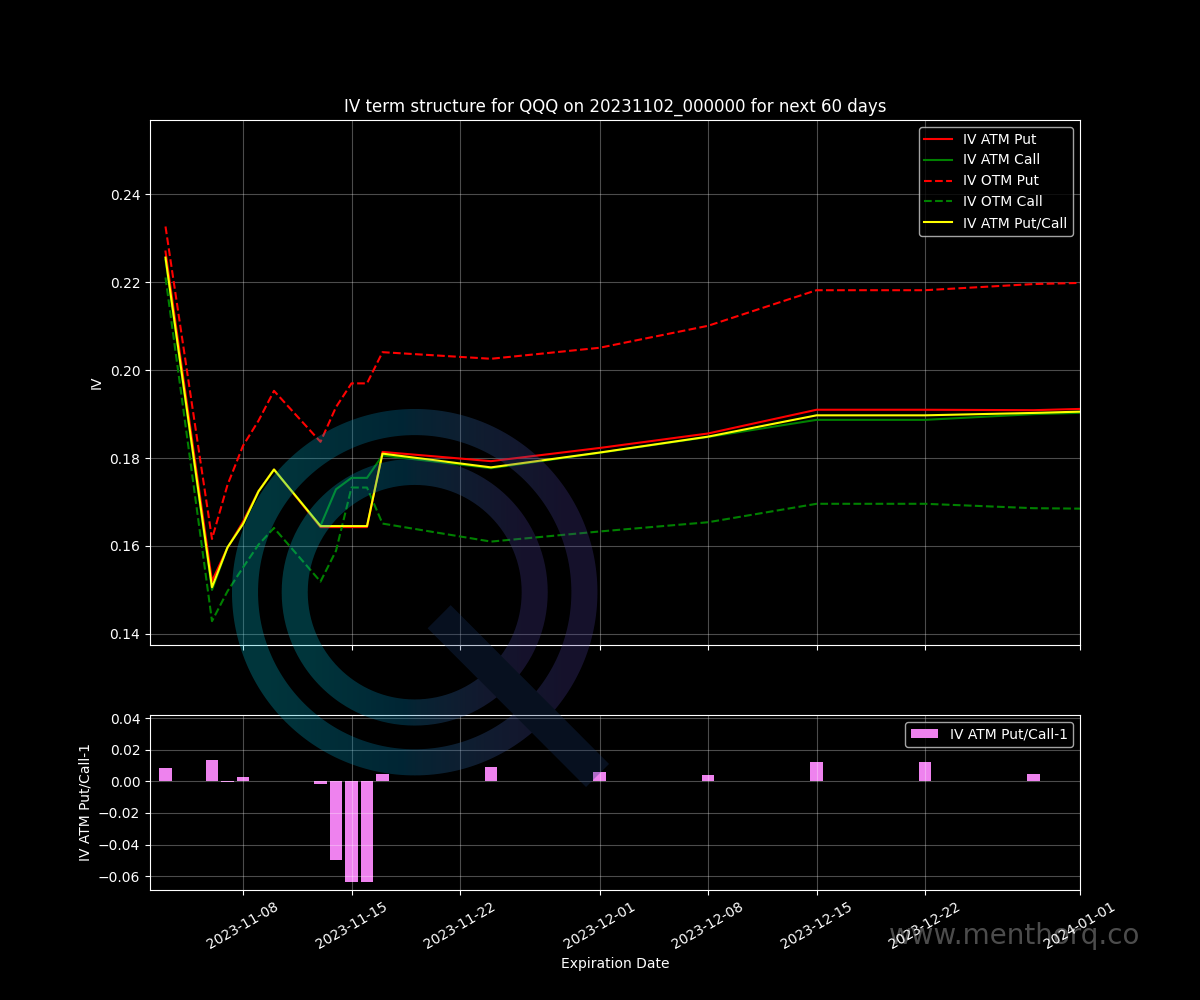 IV term structure for QQQ on 20231102_000000 for next 60 days
IV ATM Put
IV ATM Call
IV OTM Put
IV OTM Call
IV ATM Put/Call
0.24
0.22
0.20
0.18
0.16
0.14
IV
IV ATM Put/Call-1
0.04
0.02
0.00
−0.02
−0.04
−0.06
IV ATM Put/Call-1
2023-11-08
2023-11-15
2023-11-22
2023-12-01
2023-12-08
2023-12-15
2023-12-22
2024-01-01
www.menthorq.co
Expiration Date